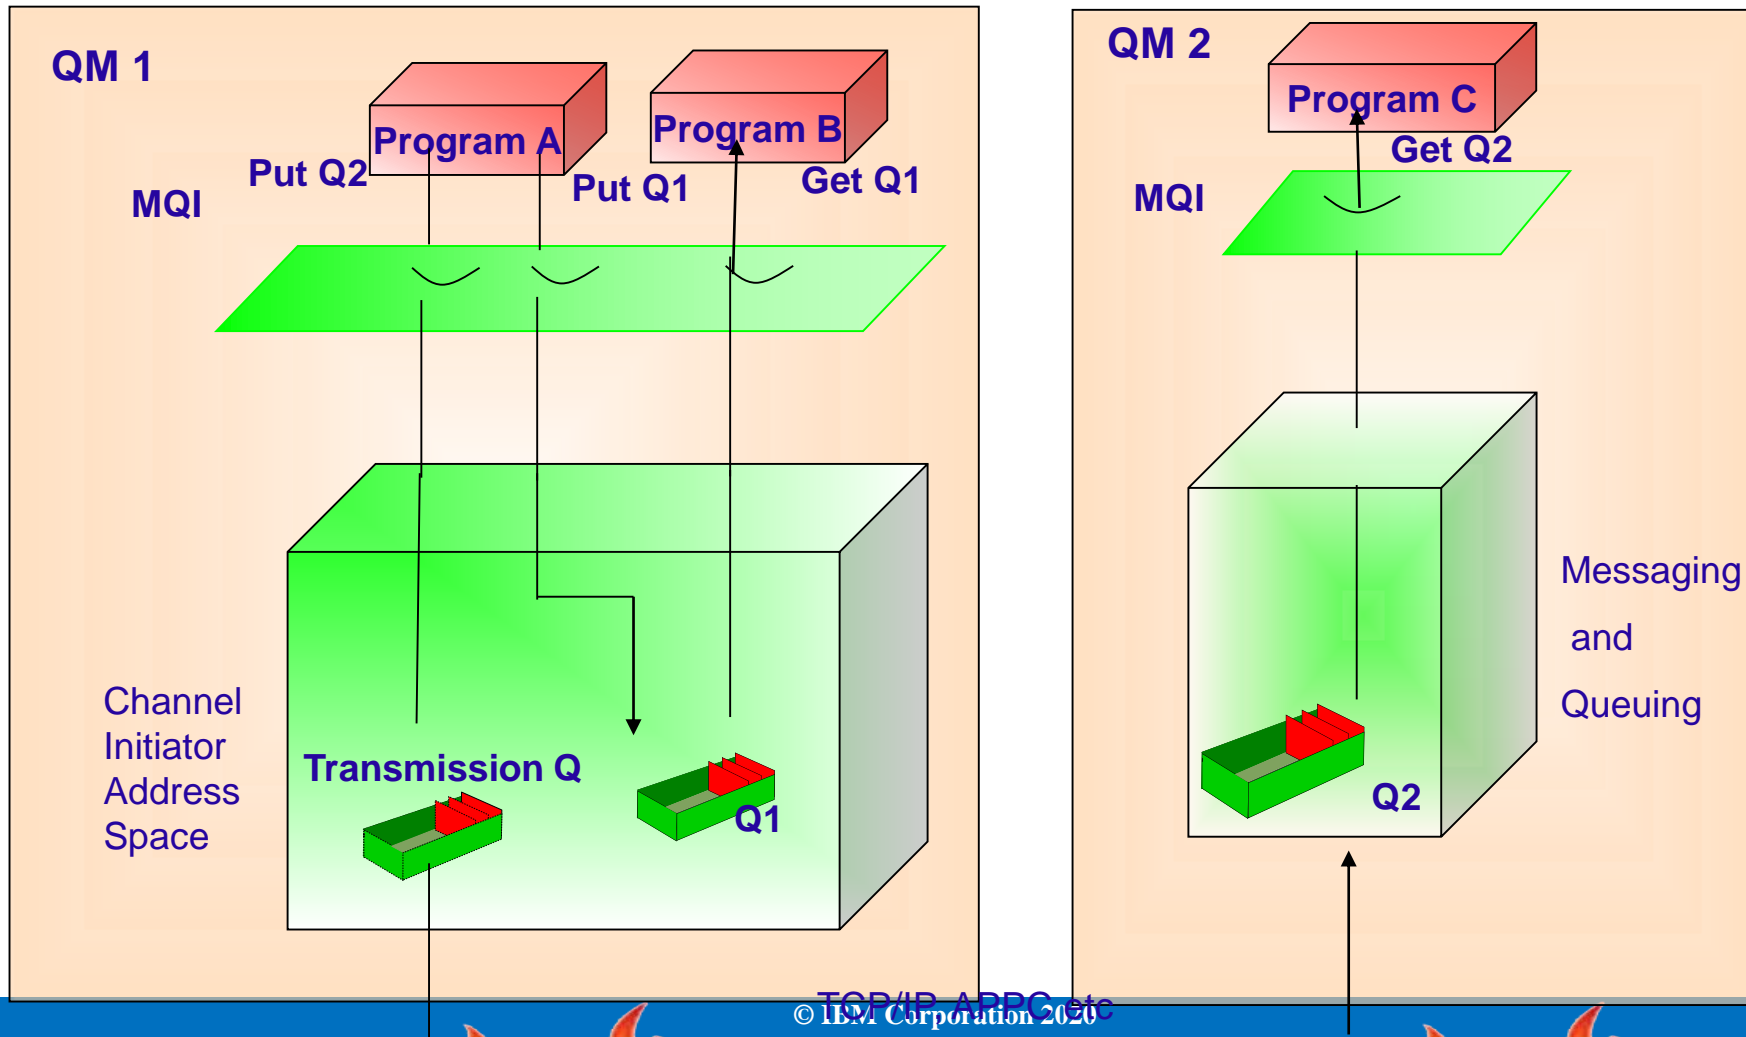 QM 1
Program A
Program B
Put Q2
Put Q1
Get Q1
MQI
Channel
Initiator
Address
Space
Transmission Q
Q1
QM 2
Program C
Get Q2
MQI
Messaging
and
Queuing
Q2
TCP/IP, APPC etc
© IBM Corporation 2020